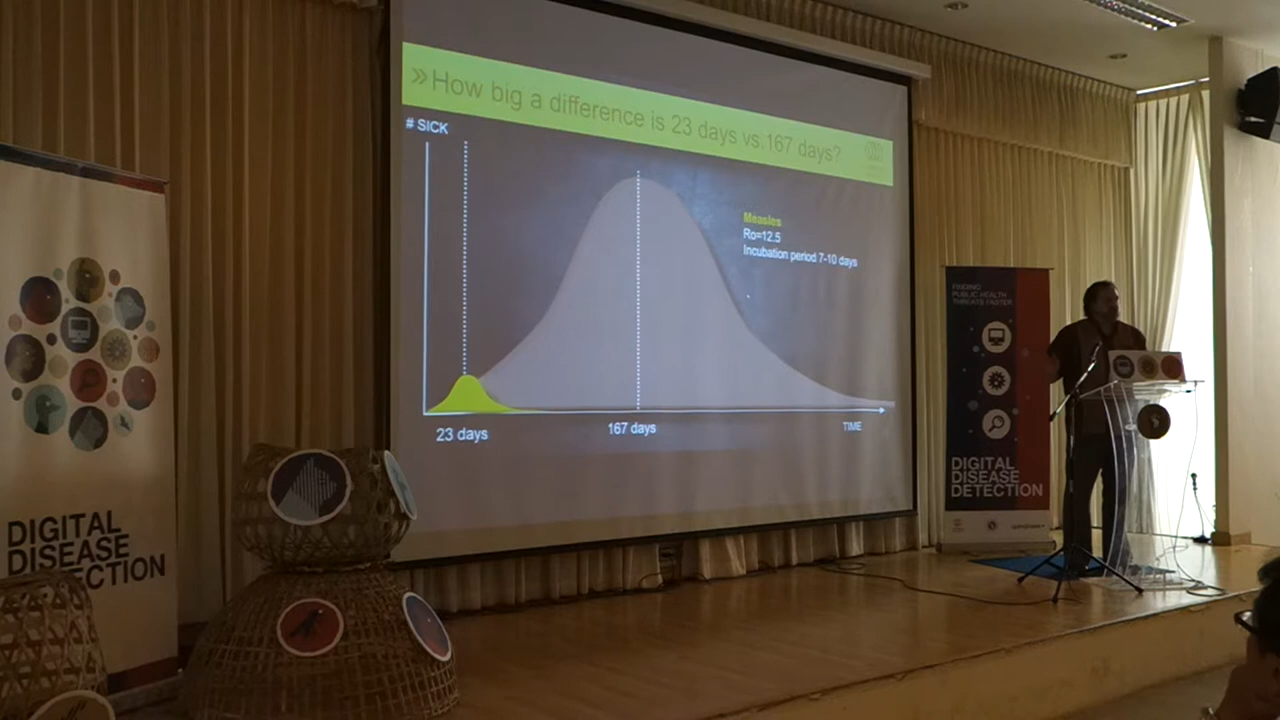 »How big a difference is 23 days vs.167 days?
# SICK
Measles
Ro=12.5
Incubation period 7-10 days
23 days
167 days
TIME
DIGITAL
DISEASE
DETECTION
FINDING
PUBLIC HEALTH
THREATS FASTER
DIGITAL
DISEASE
DETECTION